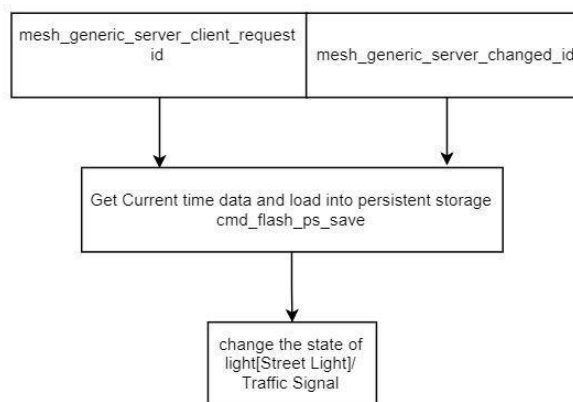 mesh_generic_server_client_request
id
mesh_generic_server_changed_id
Get Current time data and load into persistent storage
cmd_flash_ps_save
change the state of
light[Street Light]/
Traffic Signal